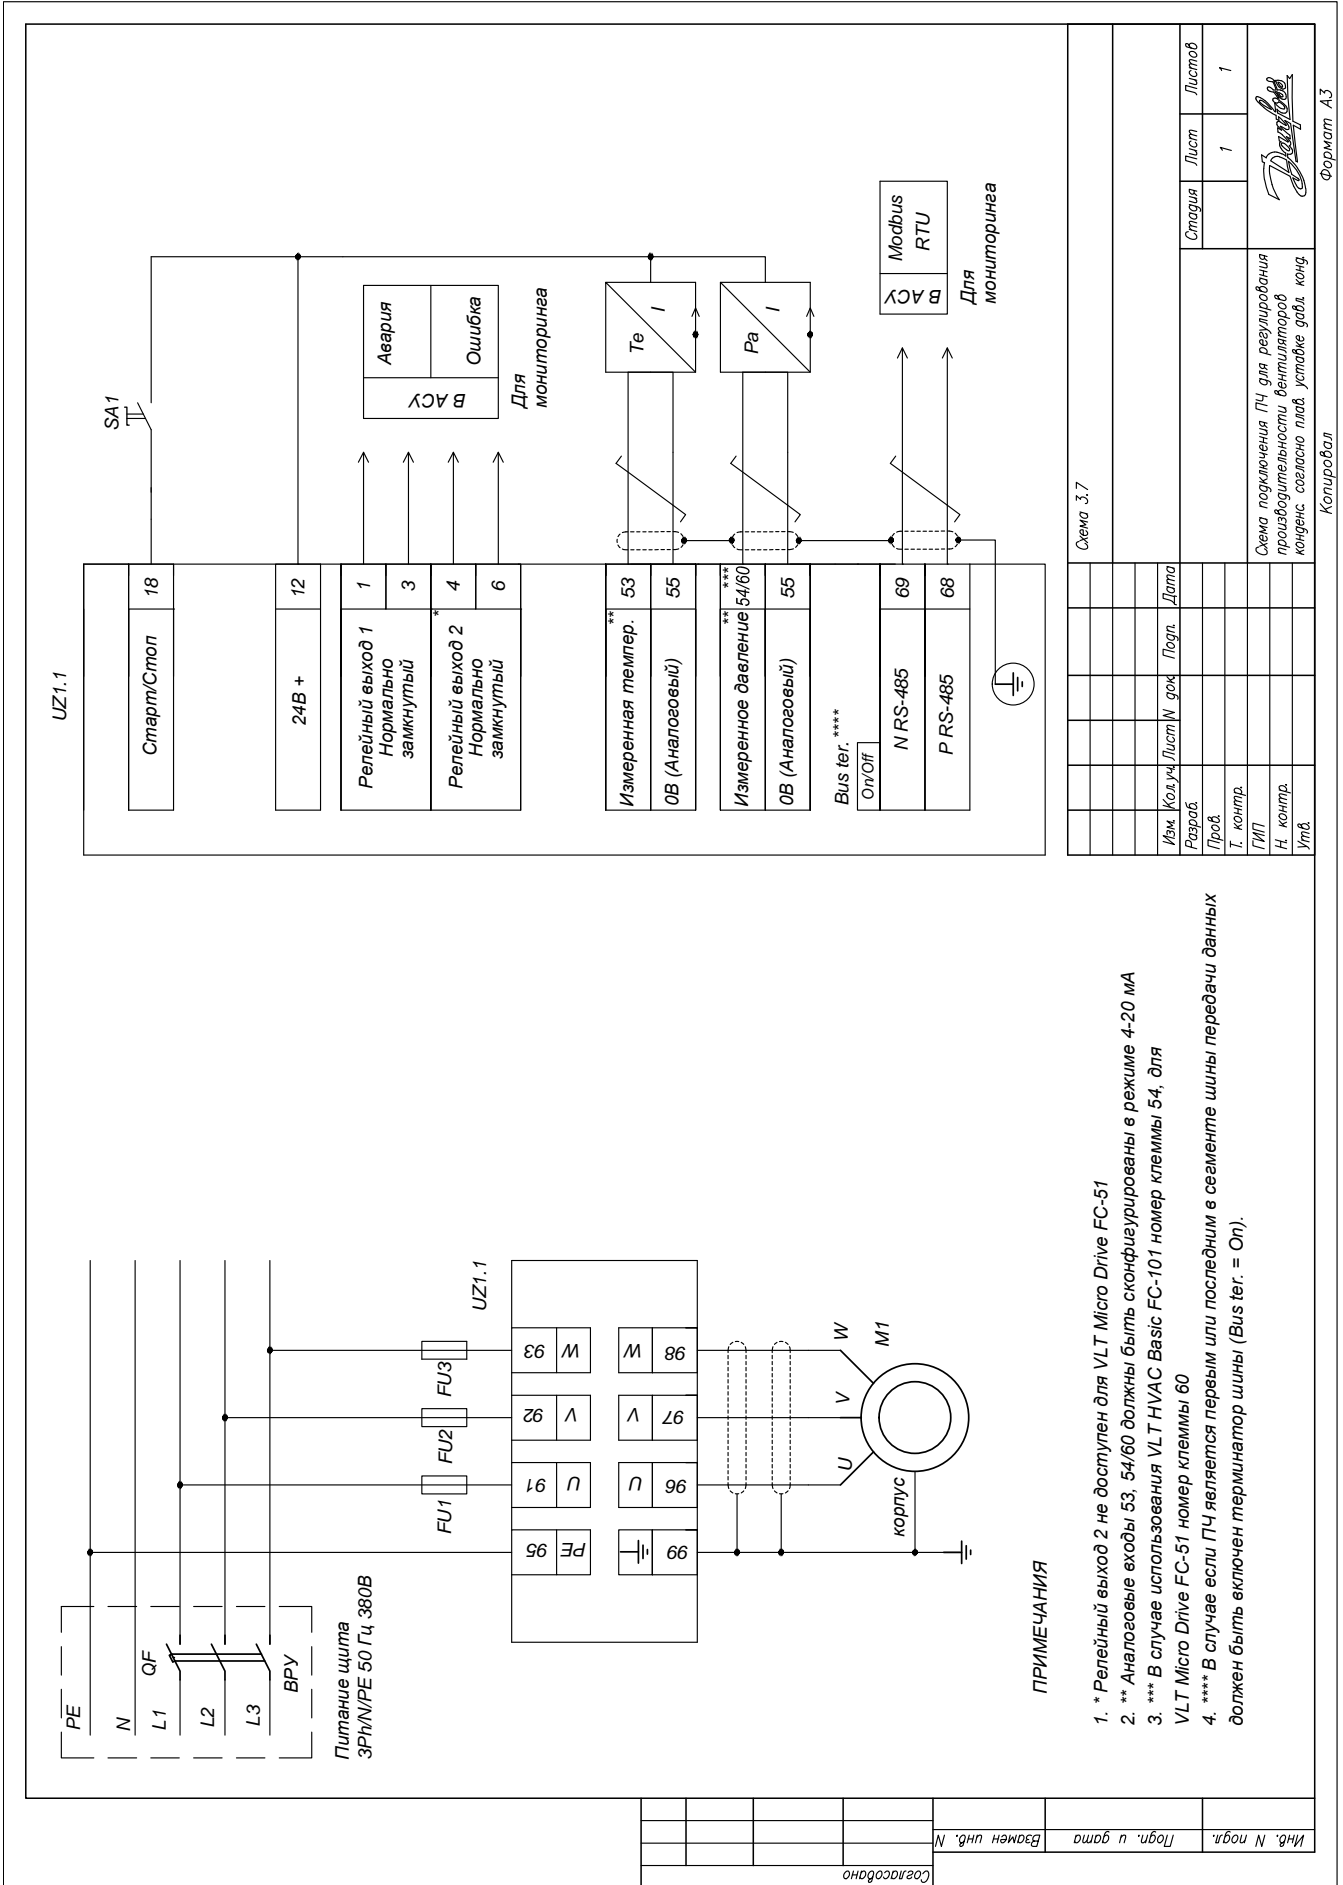 PE
N
L1
L2
L3
QF
ВРУ
Питание щита
3Ph/N/PE 50 Гц 380В
FU1
FU2
FU3
UZ1.1
95
91
92
93
PE
U
V
W
U
V
W
99
96
97
98
корпус
U
V
W
M1
ПРИМЕЧАНИЯ
1. * Релейный выход 2 не доступен для VLT Micro Drive FC-51
2. ** Аналоговые входы 53, 54/60 должны быть сконфигурированы в режиме 4-20 мА
3. *** В случае использования VLT HVAC Basic FC-101 номер клеммы 54, для
VLT Micro Drive FC-51 номер клеммы 60
4. **** В случае если ПЧ является первым или последним в сегменте шины передачи данных
должен быть включен терминатор шины (Bus ter. = On).
UZ1.1
Старт/Стоп
18
SA1
24В +
12
Релейный выход 1
Нормально
замкнутый
1
3
Релейный выход 2
Нормально
замкнутый
*
4
6
В АСУ
Авария
Ошибка
Для
мониторинга
Измеренная темпер.
**
53
0В (Аналоговый)
55
Te
I
Измеренное давление
**
***
54/60
0В (Аналоговый)
55
Pa
I
Bus ter. ****
On/Off
N RS-485
69
P RS-485
68
В АСУ
Modbus
RTU
Для
мониторинга
Схема 3.7
Изм.
Кол.уч
Лист
N док
Подп.
Дата
Разраб.
Пров.
Т. контр.
ГИП
Н. контр.
Утв.
Стадия
Лист
Листов
1
1
Схема подключения ПЧ для регулирования
производительности вентиляторов
конденс. согласно плав. уставке давл. конд.
Danfoss
Копировал
Формат А3
Согласовано
Взамен инв. N
Подп. и дата
Инв. N подл.